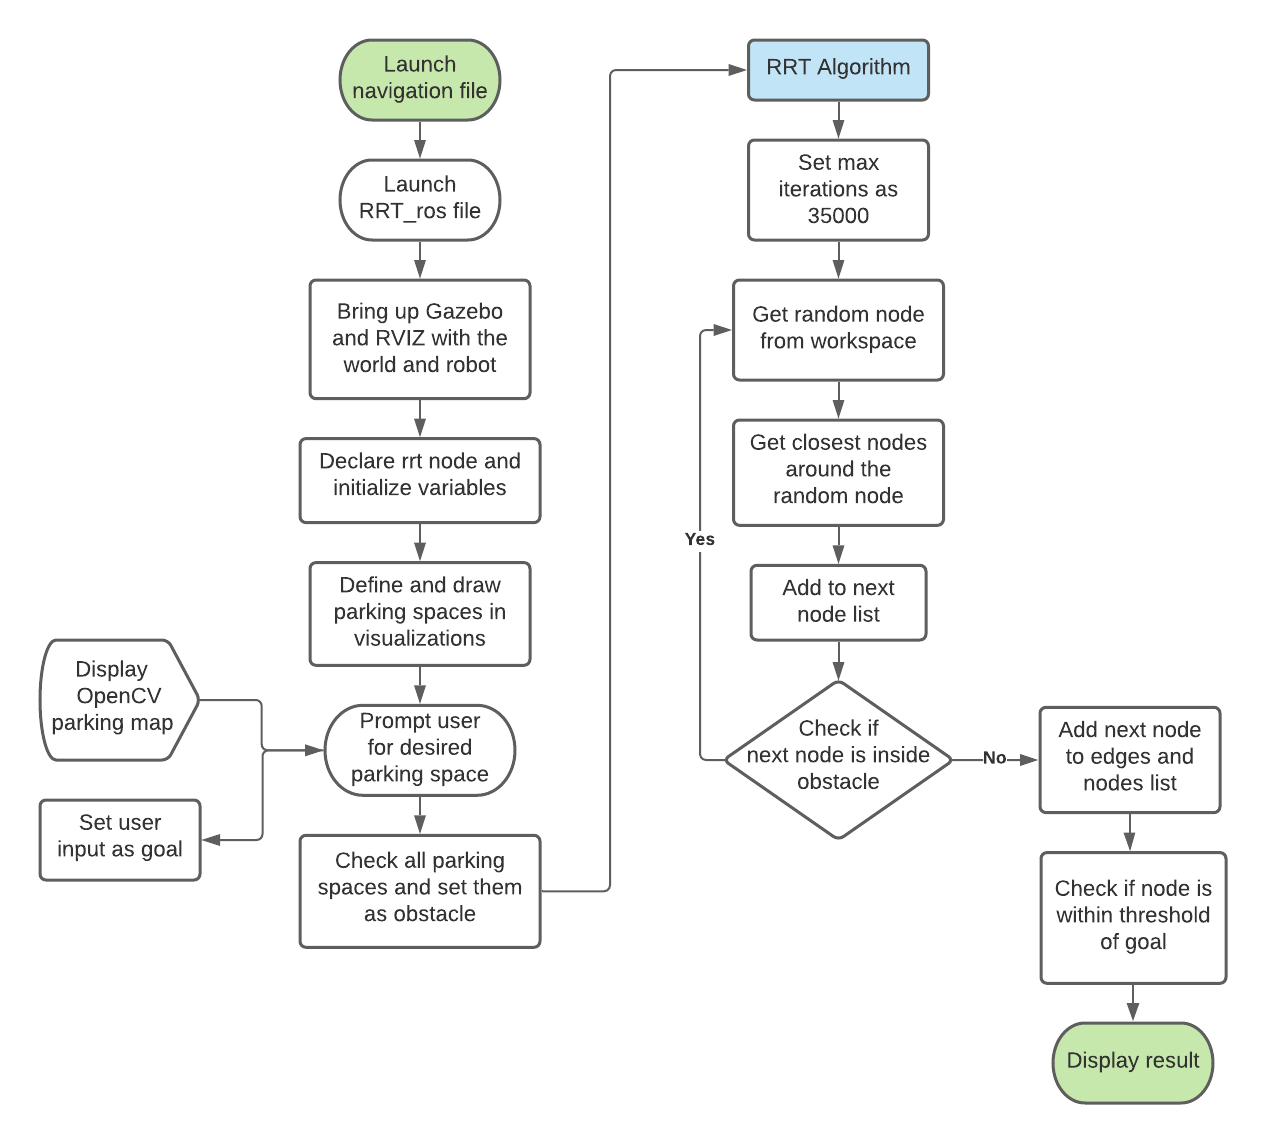 Launch
navigation file
Launch
RRT_ros file
Bring up Gazebo
and RVIZ with the
world and robot
Declare rrt node and
initialize variables
Define and draw
parking spaces in
visualizations
Display
OpenCV
parking map
Prompt user
for desired
parking space
Set user
input as goal
Check all parking
spaces and set them
as obstacle
RRT Algorithm
Set max
iterations as
35000
Get random node
from workspace
Get closest nodes
around the
random node
Yes
Add to next
node list
Check if
next node is inside
obstacle
No
Add next node
to edges and
nodes list
Check if node is
within threshold
of goal
Display result